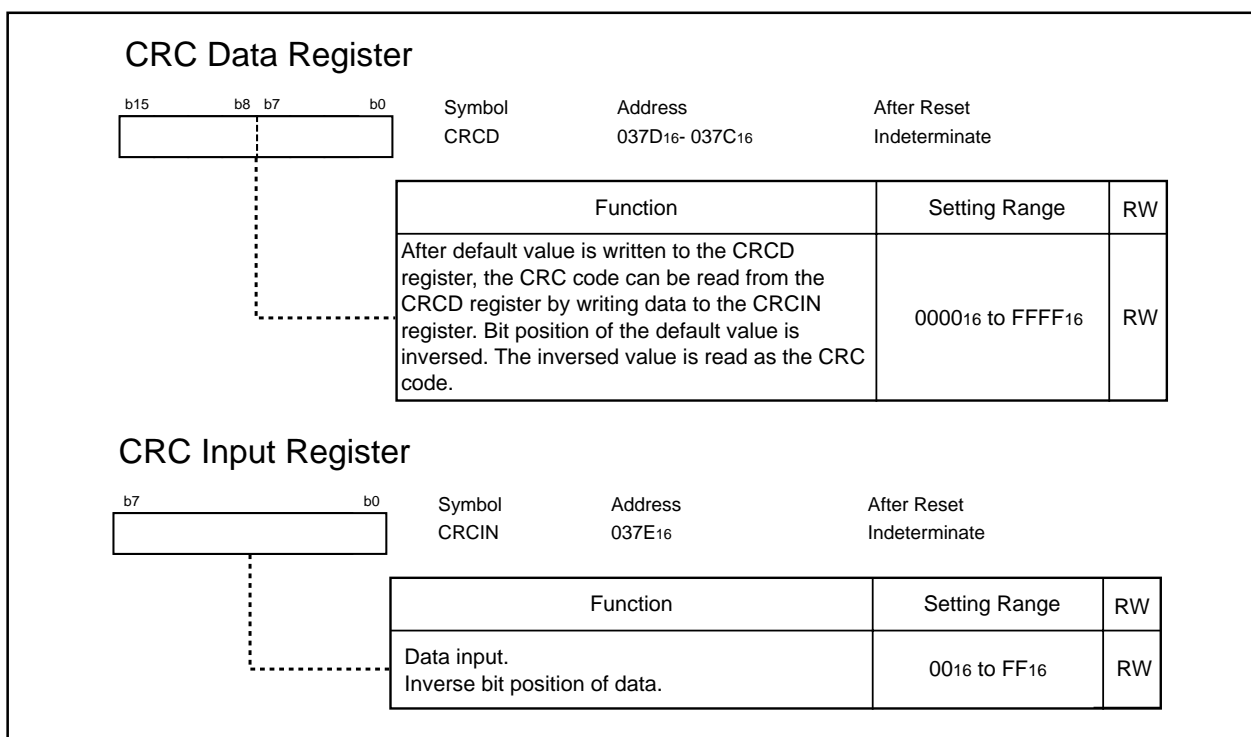 CRC Data Register
b15 b8 b7 b0 Symbol Address After Reset
CRCD 037D16- 037C16 Indeterminate
Function Setting Range RW
After default value is written to the CRCD
register, the CRC code can be read from the
CRCD register by writing data to the CRCIN
register. Bit position of the default value is
inversed. The inversed value is read as the CRC
code.
000016 to FFFF16 RW
CRC Input Register
b7 b0 Symbol Address After Reset
CRCIN 037E16 Indeterminate
Function Setting Range RW
Data input.
Inverse bit position of data.
0016 to FF16 RW